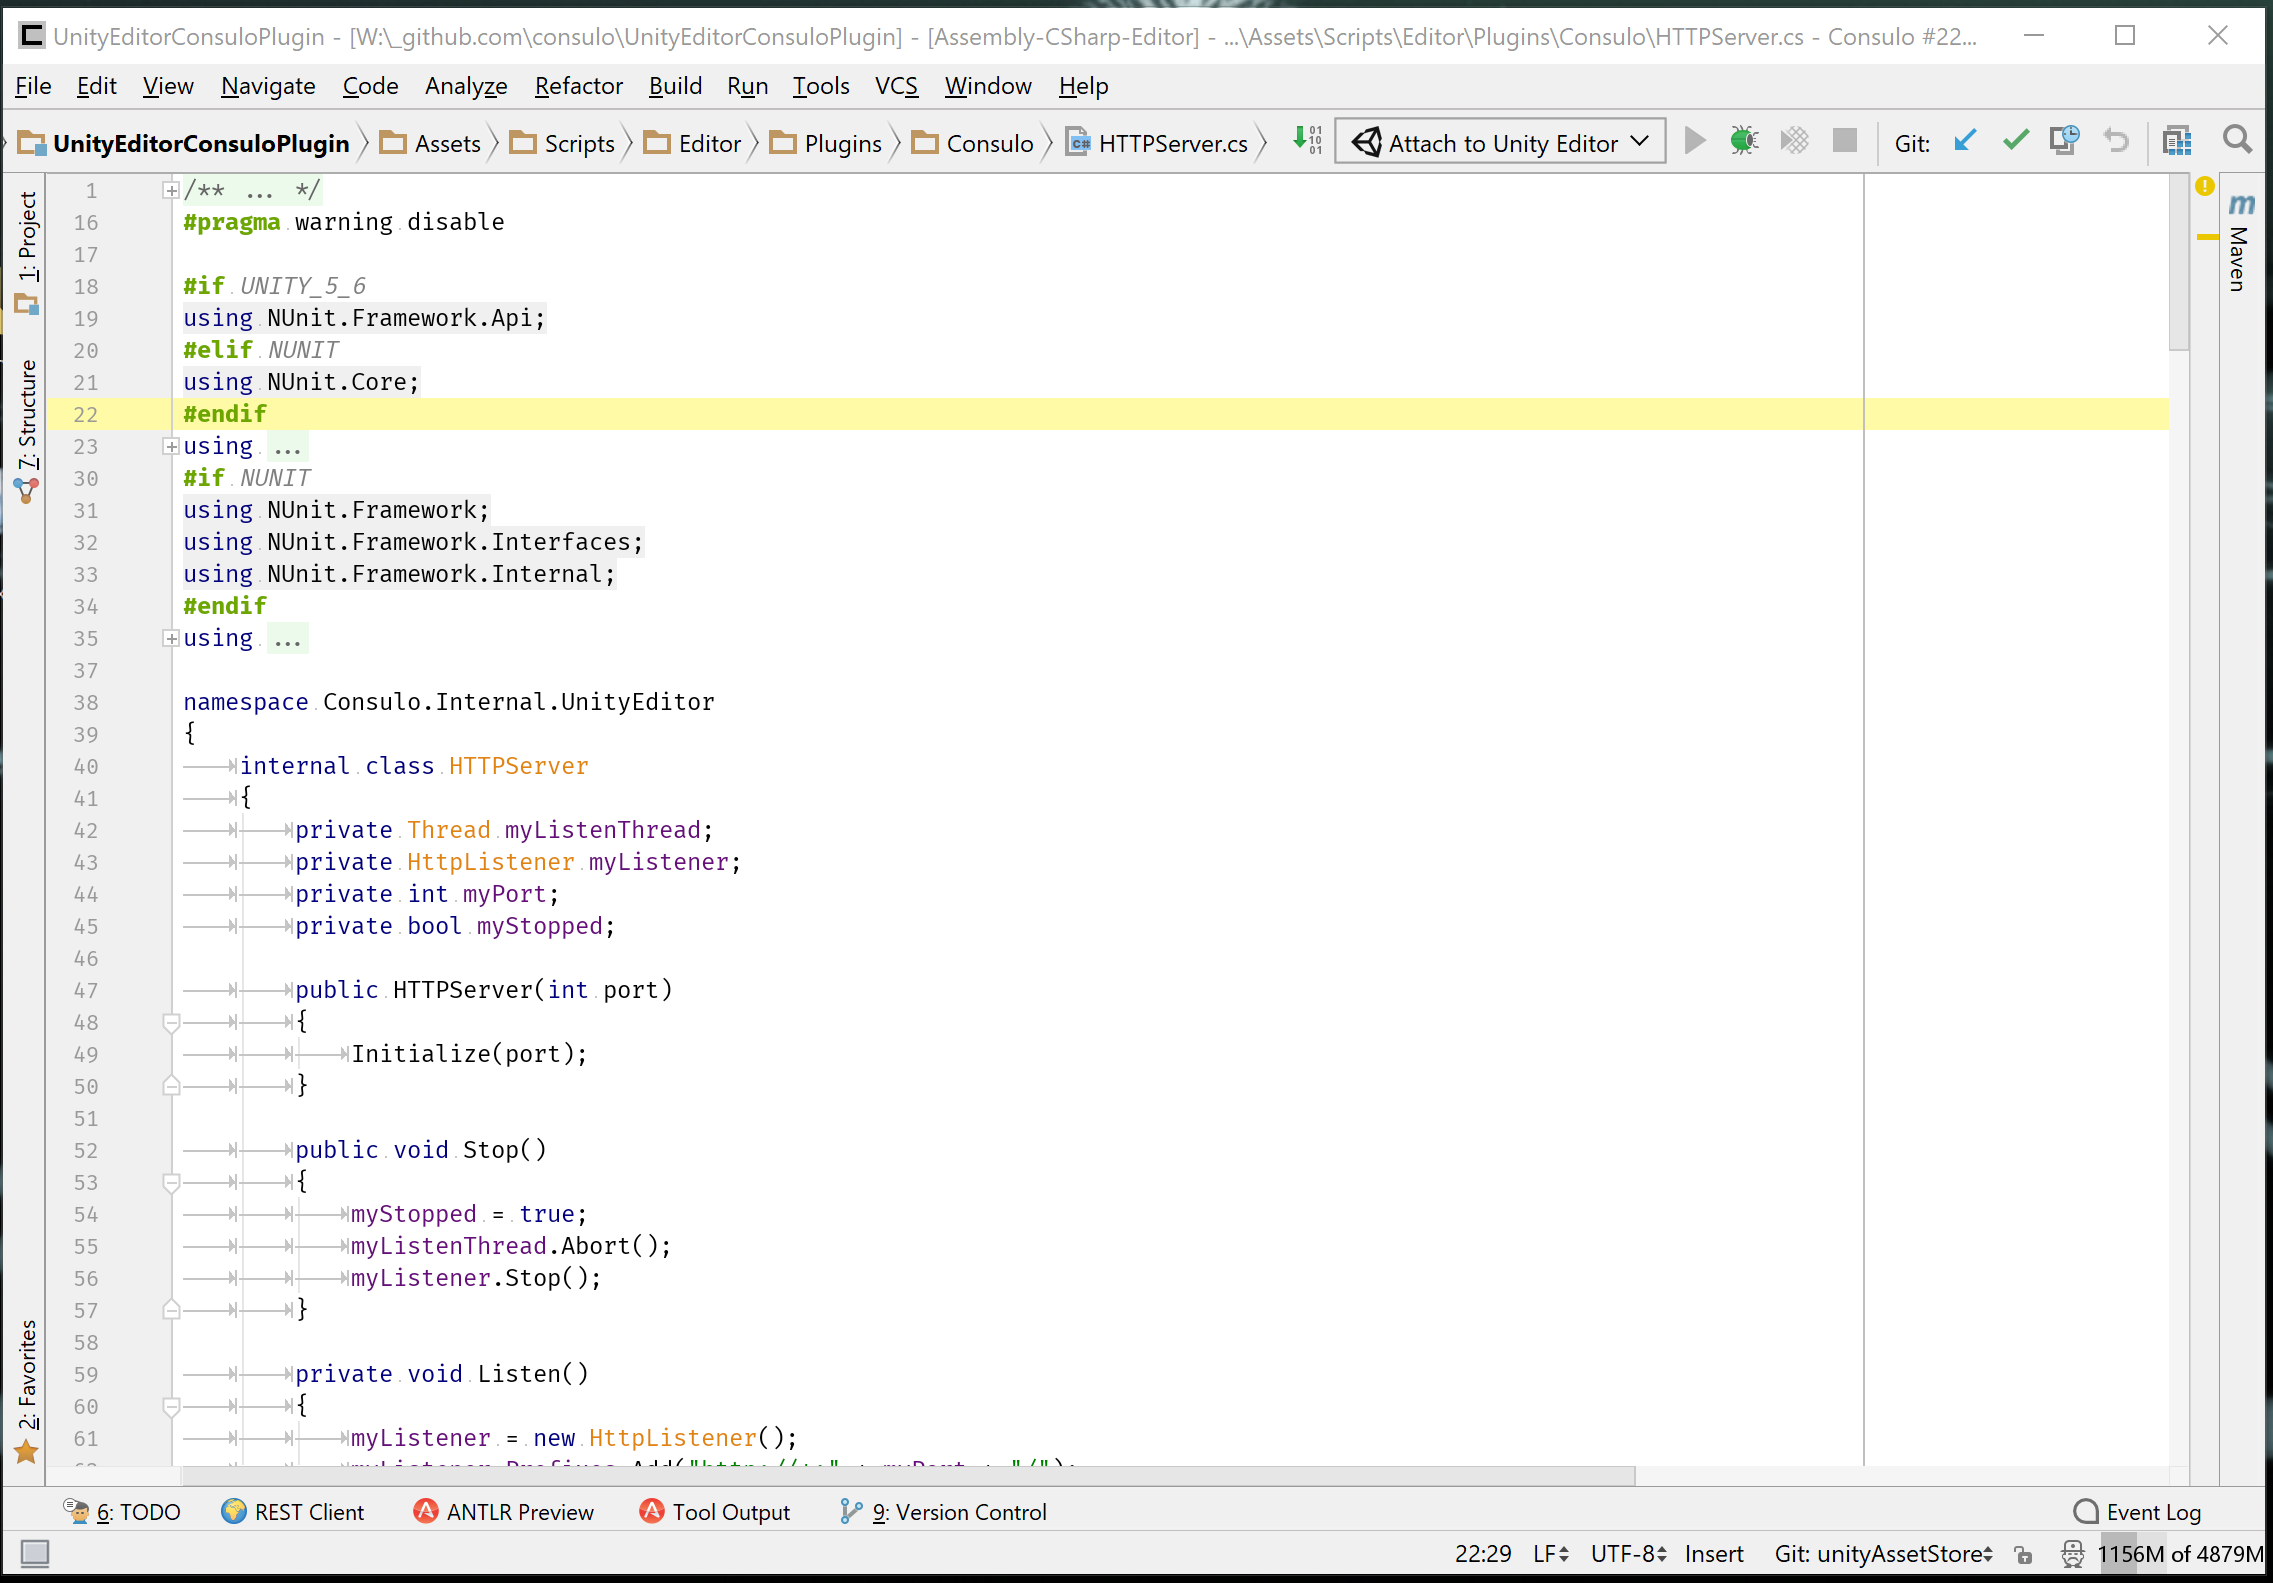 UnityEditorConsuloPlugin - [W:\_github.com\consulo\UnityEditorConsuloPlugin] - [Assembly-CSharp-Editor] - ...\Assets\Scripts\Editor\Plugins\Consulo\HTTPServer.cs - Consulo #22...
File Edit View Navigate Code Analyze Refactor Build Run Tools VCS Window Help
UnityEditorConsuloPlugin Assets Scripts Editor Plugins Consulo HTTPServer.cs Attach to Unity Editor Git:
1: Project
7: Structure
2: Favorites
Maven
1 /** ... */
16 #pragma warning disable
17
18 #if UNITY_5_6
19 using NUnit.Framework.Api;
20 #elif NUNIT
21 using NUnit.Core;
22 #endif
23 using ...
30 #if NUNIT
31 using NUnit.Framework;
32 using NUnit.Framework.Interfaces;
33 using NUnit.Framework.Internal;
34 #endif
35 using ...
37
38 namespace Consulo.Internal.UnityEditor
39 {
40 internal class HTTPServer
41 {
42 private Thread myListenThread;
43 private HttpListener myListener;
44 private int myPort;
45 private bool myStopped;
46
47 public HTTPServer(int port)
48 {
49 Initialize(port);
50 }
51
52 public void Stop()
53 {
54 myStopped = true;
55 myListenThread.Abort();
56 myListener.Stop();
57 }
58
59 private void Listen()
60 {
61 myListener = new HttpListener();
6: TODO REST Client ANTLR Preview Tool Output 9: Version Control Event Log
22:29 LF UTF-8 Insert Git: unityAssetStore 1156M of 4879M